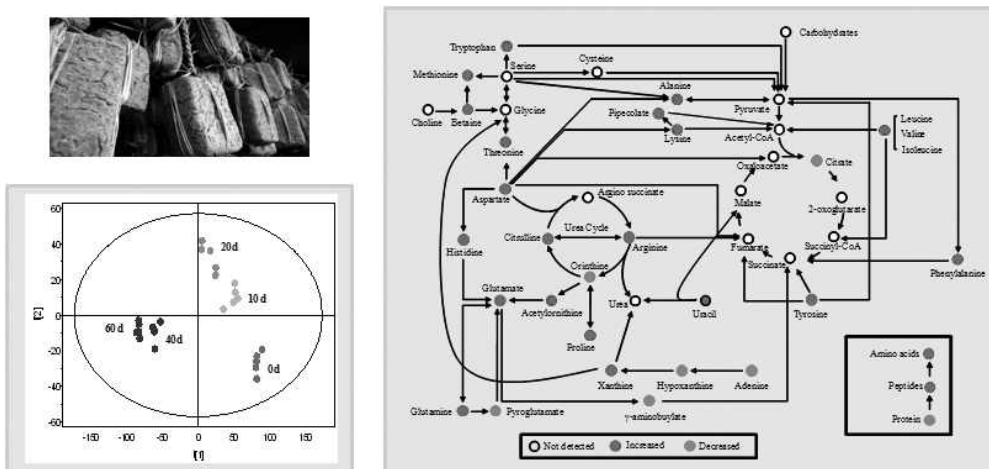 t[2]
60
40
20
0
-20
-40
-60
-150
-100
-50
0
50
100
150
t[1]
20d
10d
60d
40d
0d
Carbohydrates
Tryptophan
Serine
Cysteine
Methionine
Alanine
Pyruvate
Choline
Betaine
Glycine
Pipecolate
Lysine
Acetyl-CoA
Leucine
Valine
Isoleucine
Threonine
Oxaloacetate
Citrate
Aspartate
Argino succinate
Malate
2-oxoglutarate
Urea Cycle
Citrulline
Arginine
Fumarate
Succinyl-CoA
Histidine
Succinate
Phenylalanine
Orinthine
Glutamate
Acetylornithine
Urea
Uracil
Tyrosine
Proline
Xanthine
Hypoxanthine
Adenine
Amino acids
Peptides
Protein
Glutamine
Pyroglutamate
γ-aminobuylate
Not detected
Increased
Decreased